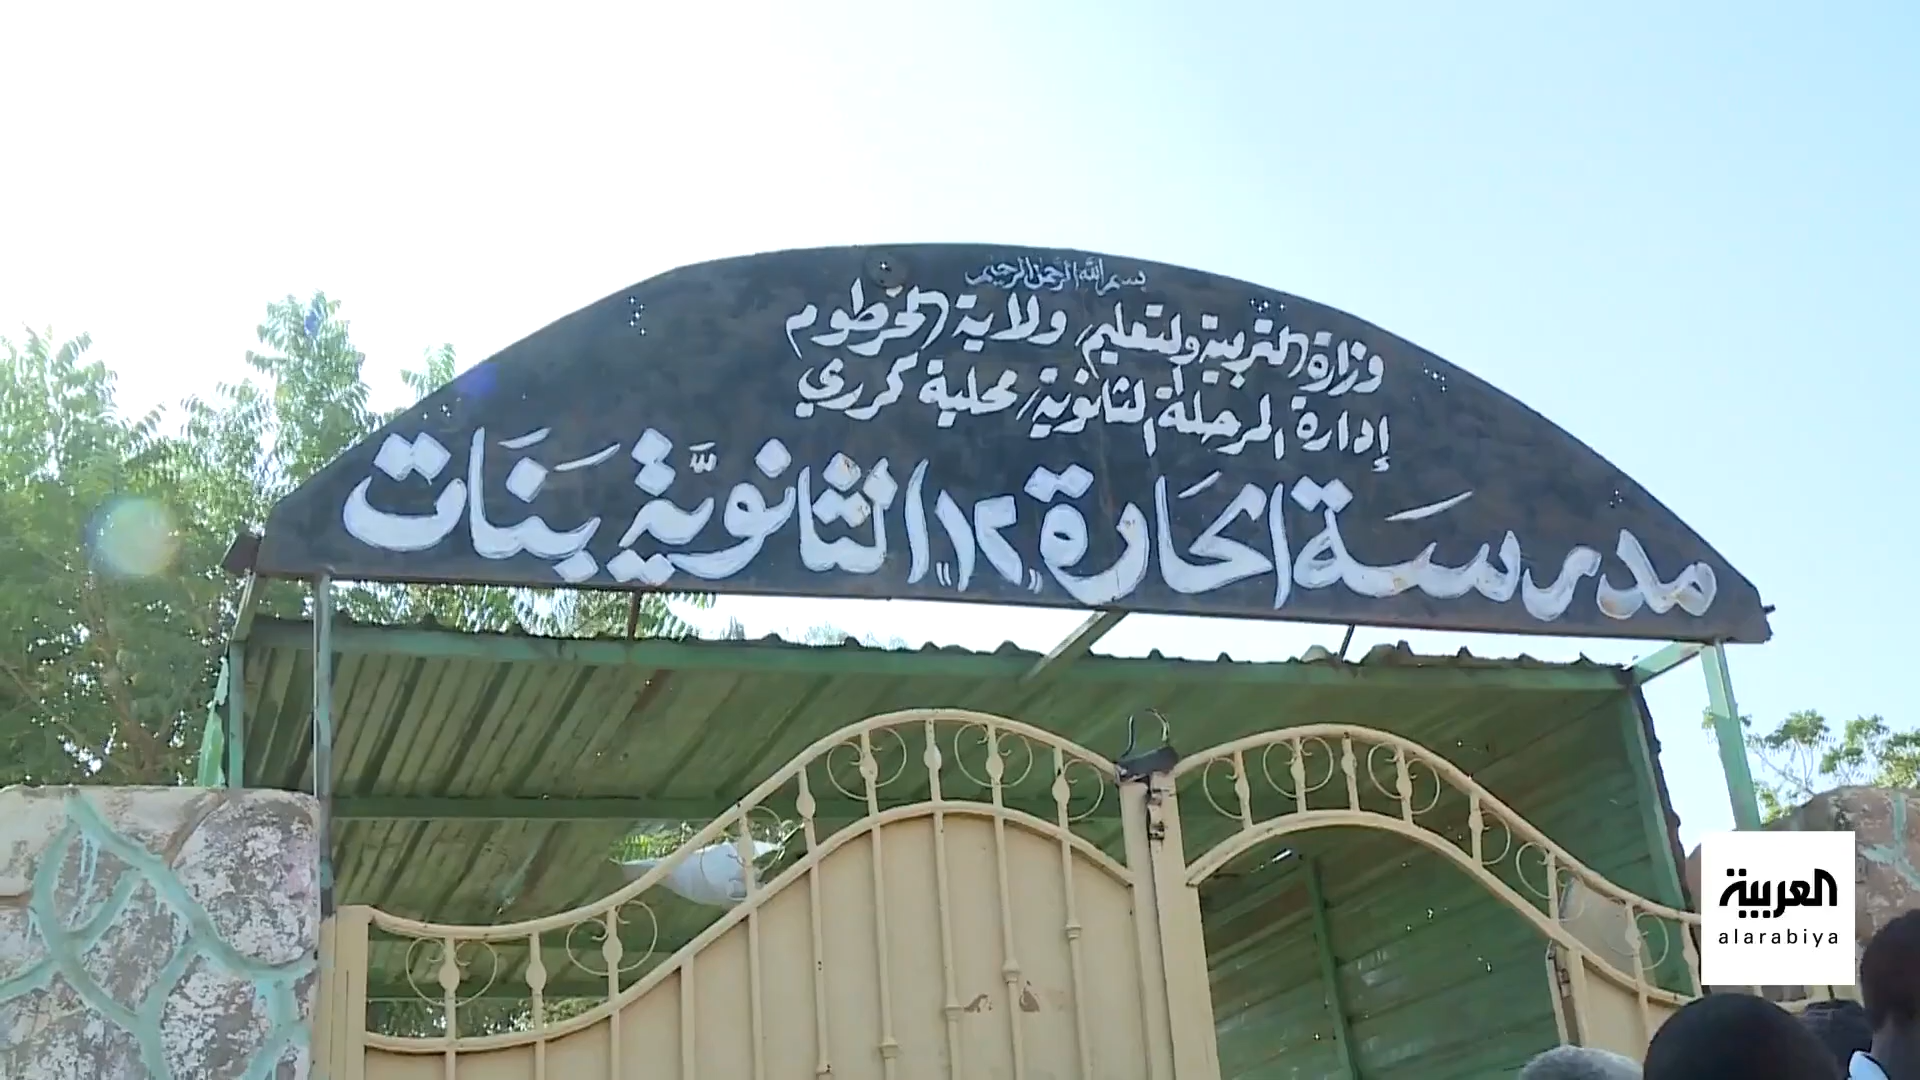 بسم الله الرحمن الرحيم
وزارة التربية والتعليم / ولاية الخرطوم
إدارة المرحلة الثانوية / محلية كرري
مدرسة الحارة "١٢" الثانوية بنات
العربية
alarabiya